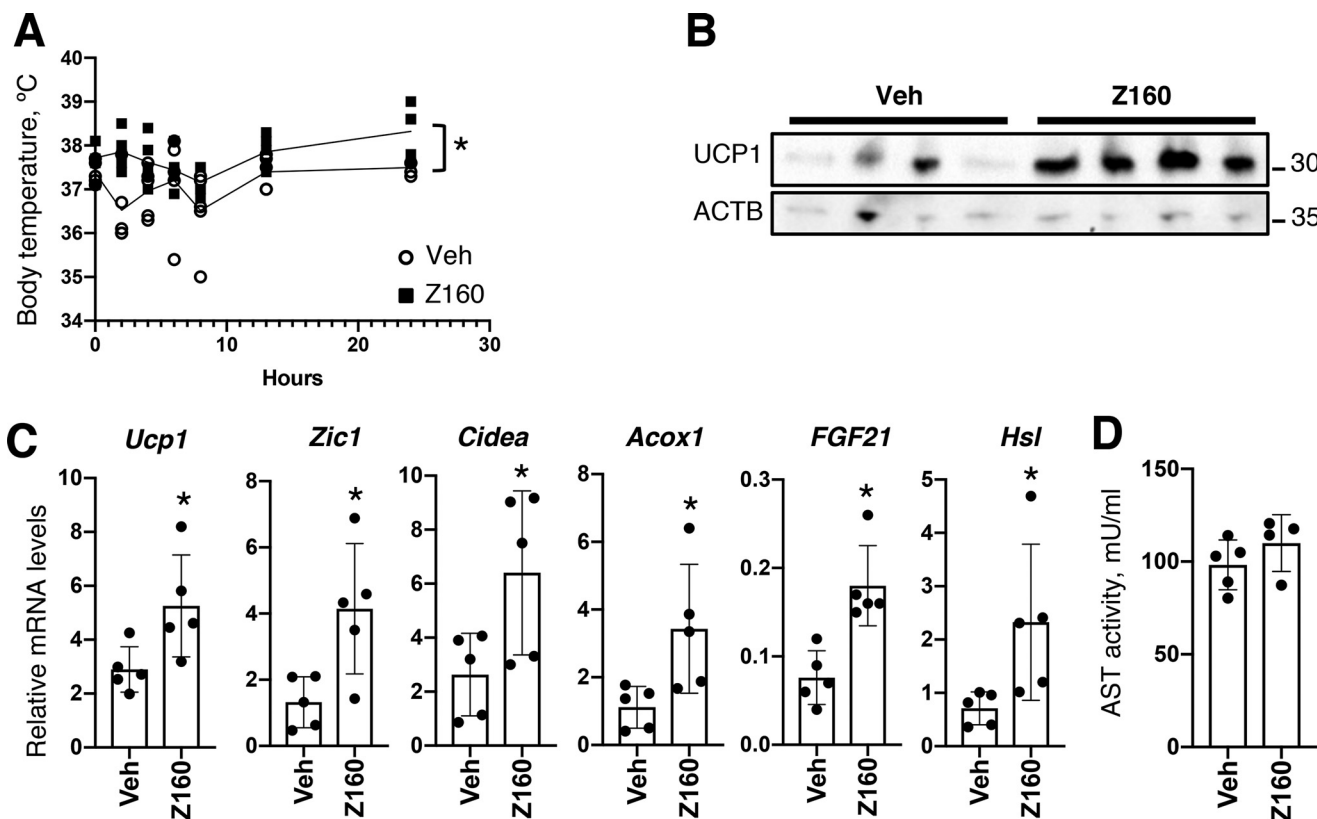 A
Body temperature, ºC
40
39
38
37
36
35
34
0
10
20
30
Hours
*
Veh
Z160
B
Veh
Z160
UCP1
30
ACTB
35
C
Relative mRNA levels
Ucp1
10
8
6
4
2
0
*
Veh
Z160
Zic1
8
6
4
2
0
*
Veh
Z160
Cidea
10
8
6
4
2
0
*
Veh
Z160
Acox1
8
6
4
2
0
*
Veh
Z160
FGF21
0.3
0.2
0.1
0.0
*
Veh
Z160
Hsl
5
4
3
2
1
0
*
Veh
Z160
D
AST activity, mU/ml
150
100
50
0
Veh
Z160